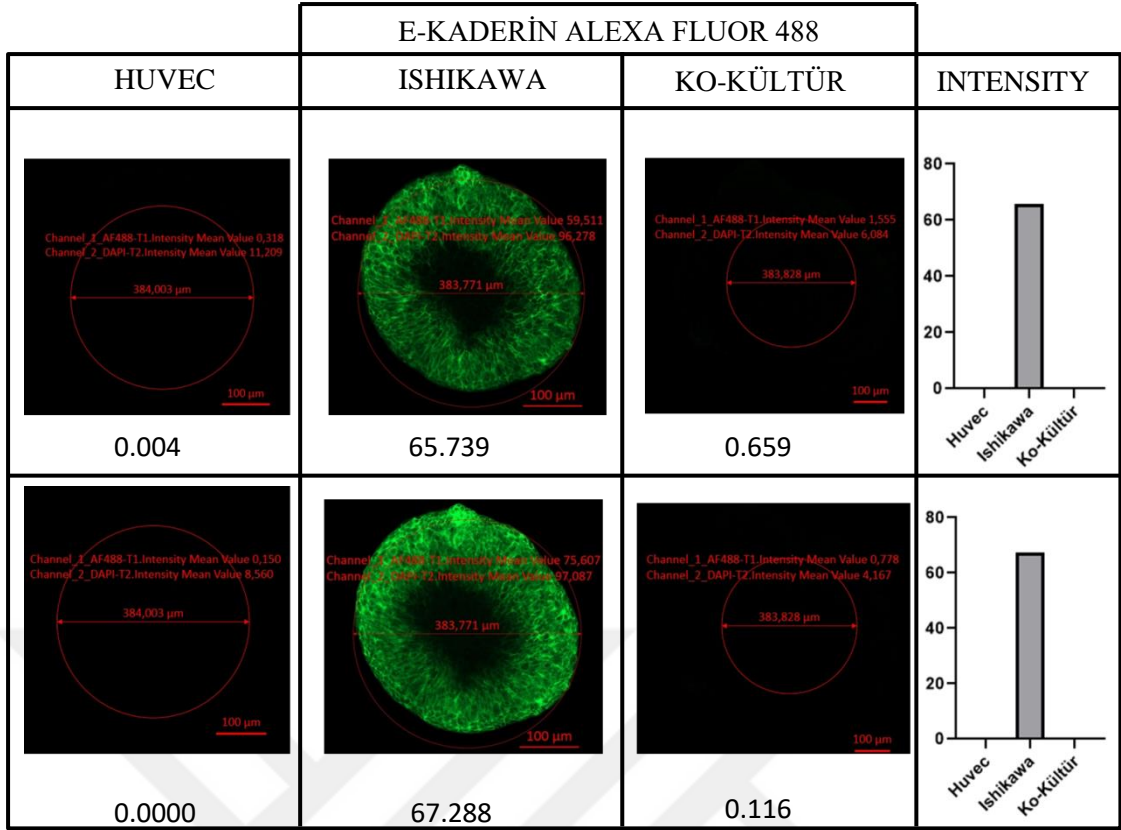 E-KADERİN ALEXA FLUOR 488
HUVEC
ISHIKAWA
KO-KÜLTÜR
INTENSITY
Channel_1_AF488-T1.Intensity Mean Value 0,318
Channel_2_DAPI-T2.Intensity Mean Value 11,209
384,003 µm
100 µm
0.004
Channel_1_AF488-T1.Intensity Mean Value 59,511
Channel_2_DAPI-T2.Intensity Mean Value 96,278
383,771 µm
100 µm
65.739
Channel_1_AF488-T1.Intensity Mean Value 1,555
Channel_2_DAPI-T2.Intensity Mean Value 6,084
383,828 µm
100 µm
0.659
80
60
40
20
0
Huvec
Ishikawa
Ko-Kültür
Channel_1_AF488-T1.Intensity Mean Value 0,150
Channel_2_DAPI-T2.Intensity Mean Value 8,560
384,003 µm
100 µm
0.0000
Channel_1_AF488-T1.Intensity Mean Value 75,607
Channel_2_DAPI-T2.Intensity Mean Value 97,087
383,771 µm
100 µm
67.288
Channel_1_AF488-T1.Intensity Mean Value 0,778
Channel_2_DAPI-T2.Intensity Mean Value 4,167
383,828 µm
100 µm
0.116
80
60
40
20
0
Huvec
Ishikawa
Ko-Kültür